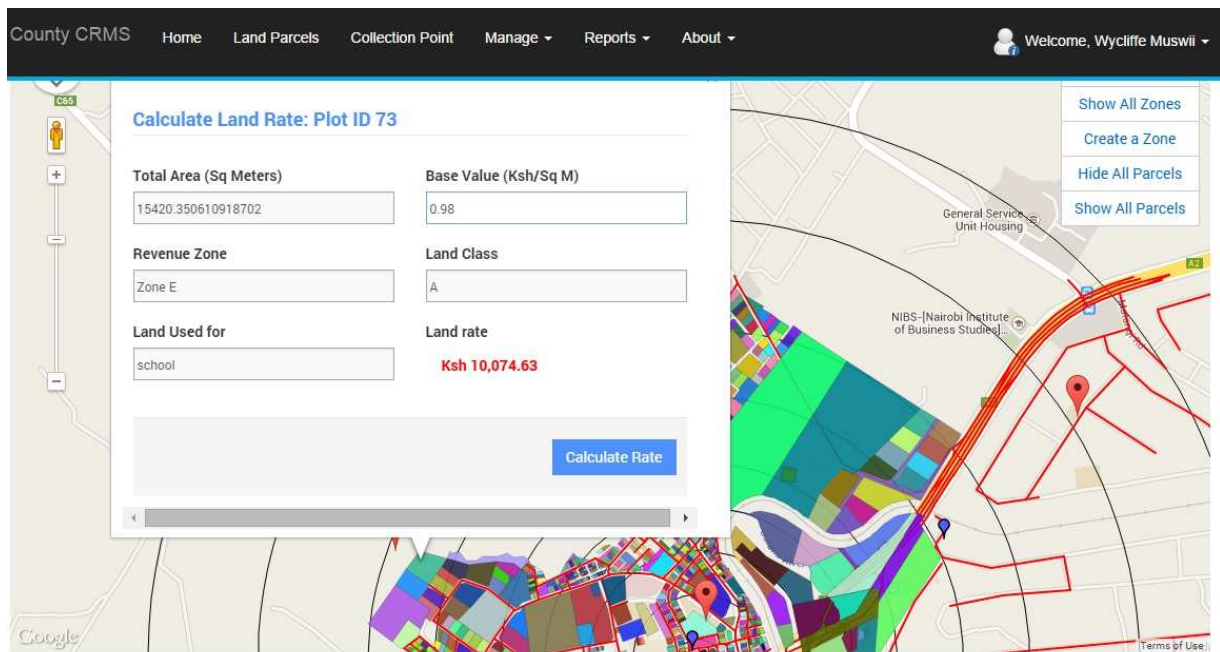 County CRMS Home Land Parcels Collection Point Manage Reports About Welcome, Wycliffe Muswii
C65
Calculate Land Rate: Plot ID 73
Total Area (Sq Meters) Base Value (Ksh/Sq M)
15420.350610918702 0.98
Revenue Zone Land Class
Zone E A
Land Used for Land rate
school Ksh 10,074.63
Calculate Rate
Show All Zones
Create a Zone
Hide All Parcels
Show All Parcels
General Service
Unit Housing
A2
NIBS-[Nairobi Institute
of Business Studies]...
Google
Terms of Use